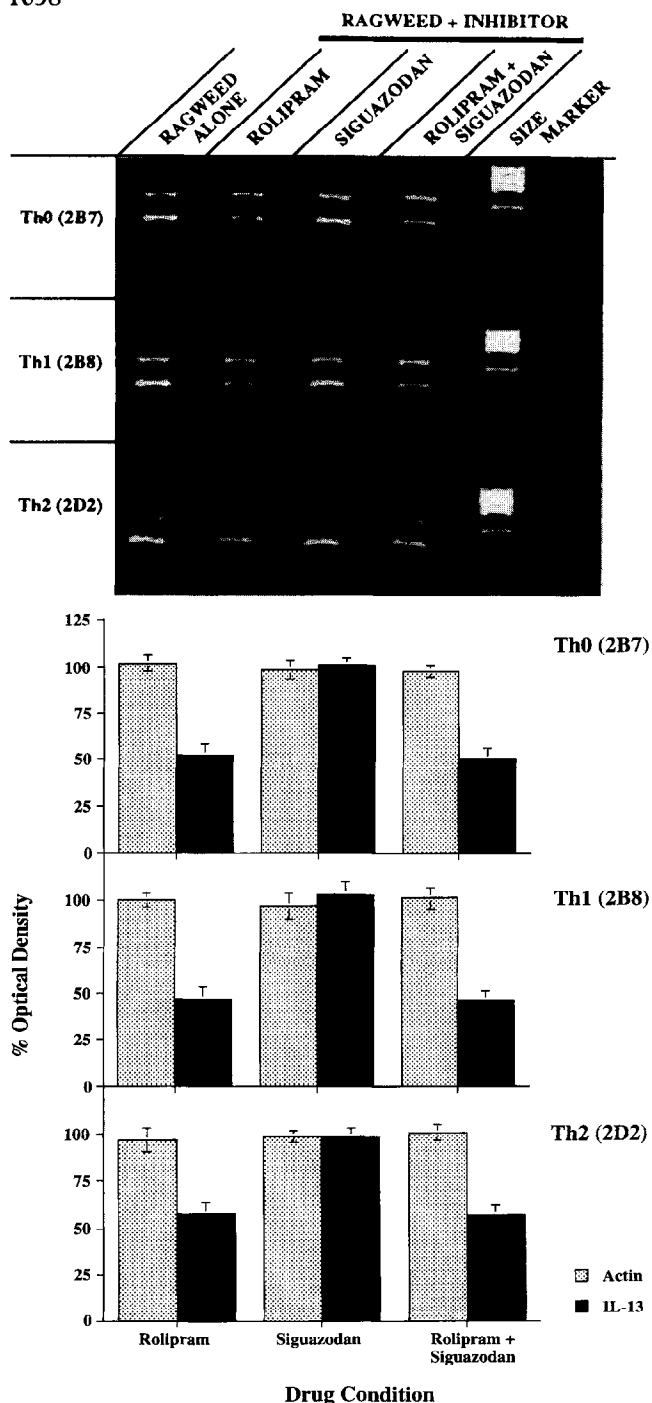 RAGWEED + INHIBITOR
RAGWEED
ALONE
ROLIPRAM
SIGUAZODAN
ROLIPRAM +
SIGUAZODAN
SIZE
MARKER
Th0 (2B7)
Th1 (2B8)
Th2 (2D2)
125
100
75
50
25
0
Th0 (2B7)
100
75
50
25
0
Th1 (2B8)
100
75
50
25
0
Th2 (2D2)
% Optical Density
Actin
IL-13
Rolipram
Siguazodan
Rolipram +
Siguazodan
Drug Condition